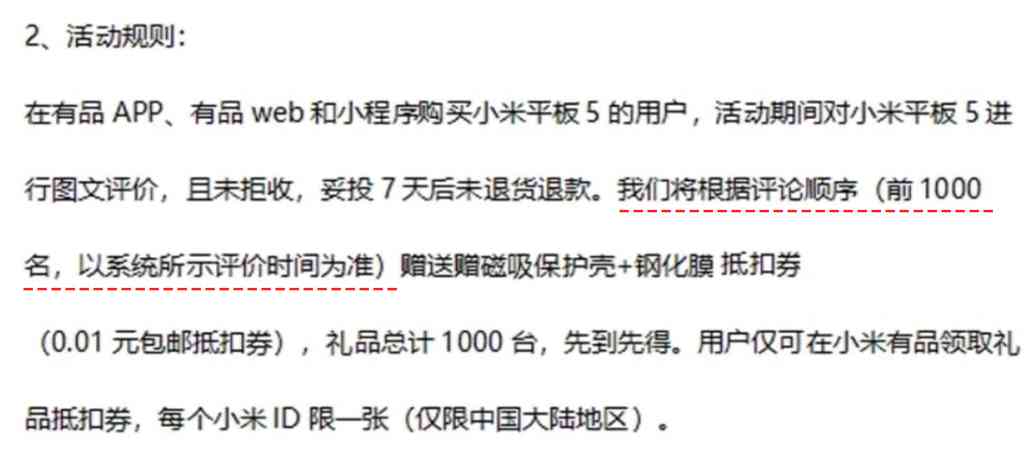 2、活动规则：
在有品 APP、有品 web 和小程序购买小米平板 5 的用户，活动期间对小米平板 5 进
行图文评价，且未拒收，妥投 7 天后未退货退款。我们将根据评论顺序（前 1000
名，以系统所示评价时间为准）赠送赠磁吸保护壳+钢化膜 抵扣券
（0.01 元包邮抵扣券），礼品总计 1000 台，先到先得。用户仅可在小米有品领取礼
品抵扣券，每个小米 ID 限一张（仅限中国大陆地区）。